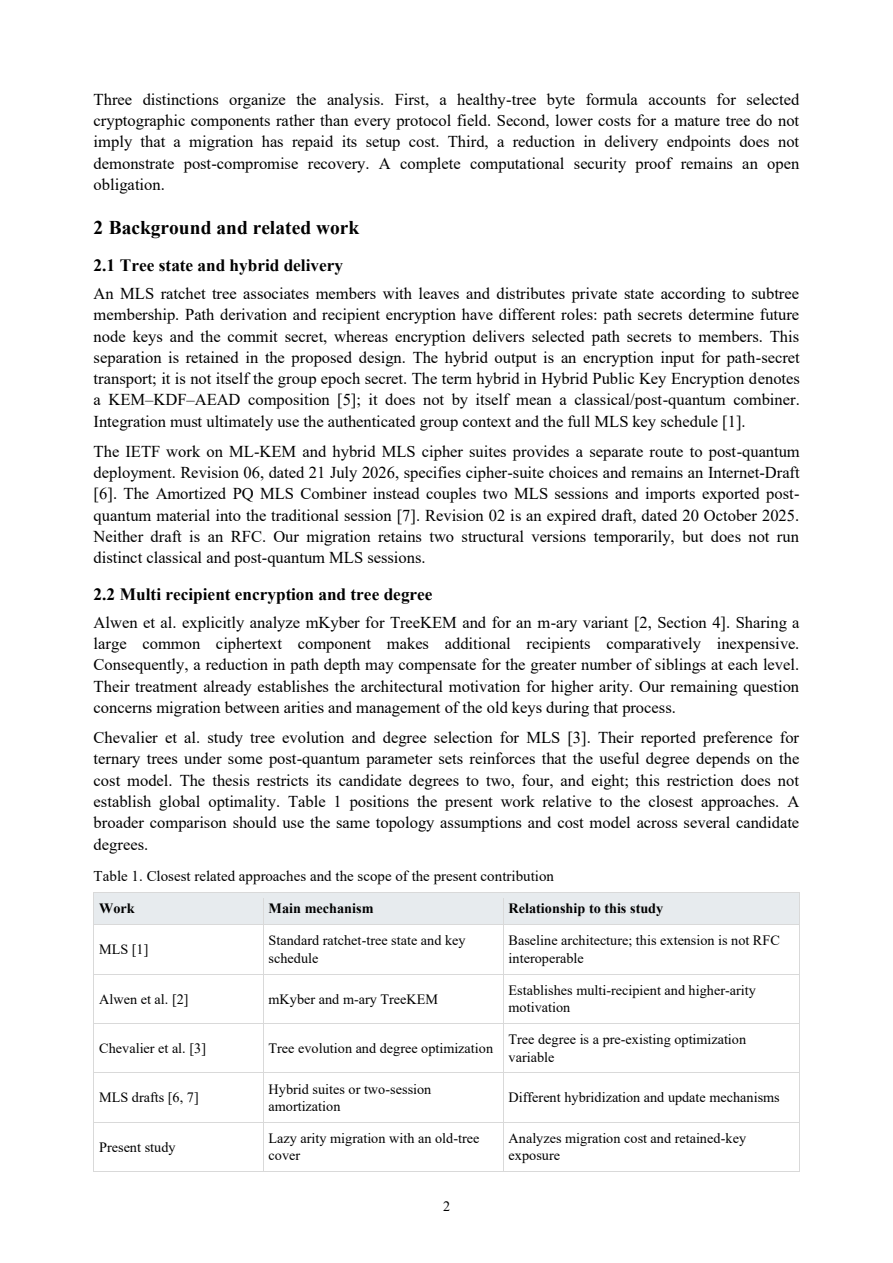 Three distinctions organize the analysis. First, a healthy-tree byte formula accounts for selected
cryptographic components rather than every protocol field. Second, lower costs for a mature tree do not
imply that a migration has repaid its setup cost. Third, a reduction in delivery endpoints does not
demonstrate post-compromise recovery. A complete computational security proof remains an open
obligation.
2 Background and related work
2.1 Tree state and hybrid delivery
An MLS ratchet tree associates members with leaves and distributes private state according to subtree
membership. Path derivation and recipient encryption have different roles: path secrets determine future
node keys and the commit secret, whereas encryption delivers selected path secrets to members. This
separation is retained in the proposed design. The hybrid output is an encryption input for path-secret
transport; it is not itself the group epoch secret. The term hybrid in Hybrid Public Key Encryption denotes
a KEM–KDF–AEAD composition [5]; it does not by itself mean a classical/post-quantum combiner.
Integration must ultimately use the authenticated group context and the full MLS key schedule [1].
The IETF work on ML-KEM and hybrid MLS cipher suites provides a separate route to post-quantum
deployment. Revision 06, dated 21 July 2026, specifies cipher-suite choices and remains an Internet-Draft
[6]. The Amortized PQ MLS Combiner instead couples two MLS sessions and imports exported post-
quantum material into the traditional session [7]. Revision 02 is an expired draft, dated 20 October 2025.
Neither draft is an RFC. Our migration retains two structural versions temporarily, but does not run
distinct classical and post-quantum MLS sessions.
2.2 Multi recipient encryption and tree degree
Alwen et al. explicitly analyze mKyber for TreeKEM and for an m-ary variant [2, Section 4]. Sharing a
large common ciphertext component makes additional recipients comparatively inexpensive.
Consequently, a reduction in path depth may compensate for the greater number of siblings at each level.
Their treatment already establishes the architectural motivation for higher arity. Our remaining question
concerns migration between arities and management of the old keys during that process.
Chevalier et al. study tree evolution and degree selection for MLS [3]. Their reported preference for
ternary trees under some post-quantum parameter sets reinforces that the useful degree depends on the
cost model. The thesis restricts its candidate degrees to two, four, and eight; this restriction does not
establish global optimality. Table 1 positions the present work relative to the closest approaches. A
broader comparison should use the same topology assumptions and cost model across several candidate
degrees.
Table 1. Closest related approaches and the scope of the present contribution
Work Main mechanism Relationship to this study
MLS [1] Standard ratchet-tree state and key schedule Baseline architecture; this extension is not RFC interoperable
Alwen et al. [2] mKyber and m-ary TreeKEM Establishes multi-recipient and higher-arity motivation
Chevalier et al. [3] Tree evolution and degree optimization Tree degree is a pre-existing optimization variable
MLS drafts [6, 7] Hybrid suites or two-session amortization Different hybridization and update mechanisms
Present study Lazy arity migration with an old-tree cover Analyzes migration cost and retained-key exposure
2